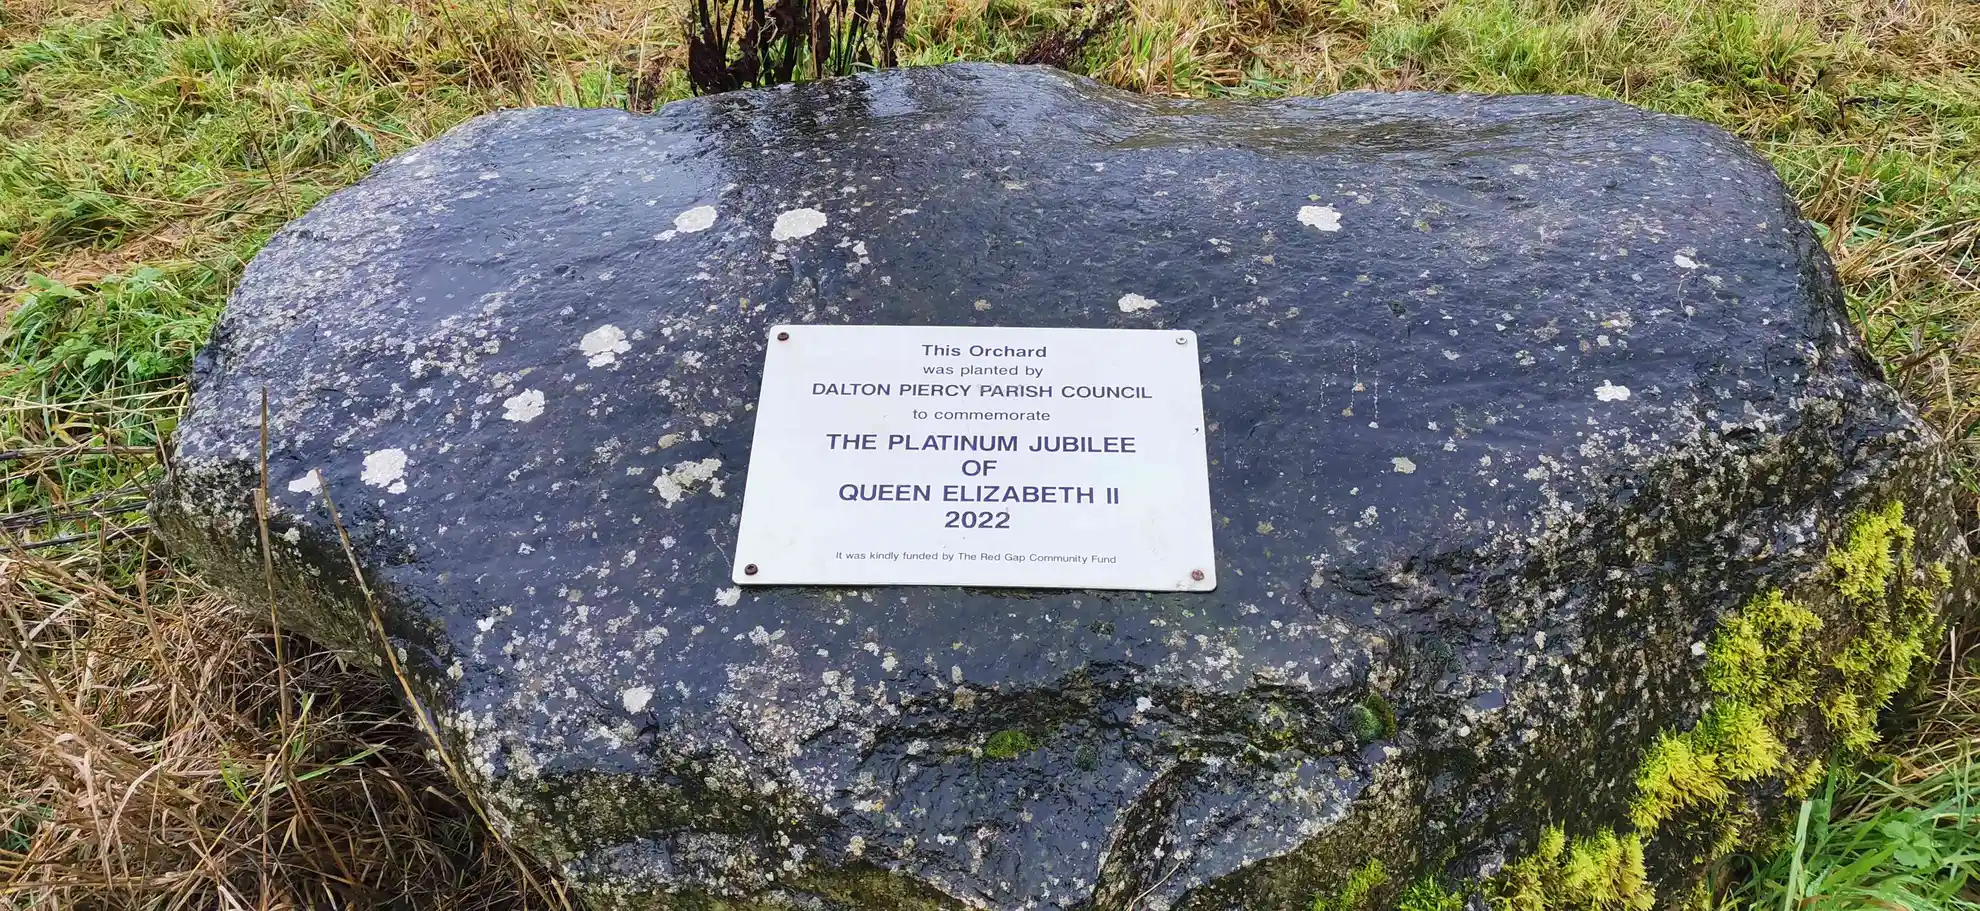 This Orchard
was planted by
DALTON PIERCY PARISH COUNCIL
to commemorate
THE PLATINUM JUBILEE
OF
QUEEN ELIZABETH II
2022
It was kindly funded by The Red Gap Community Fund